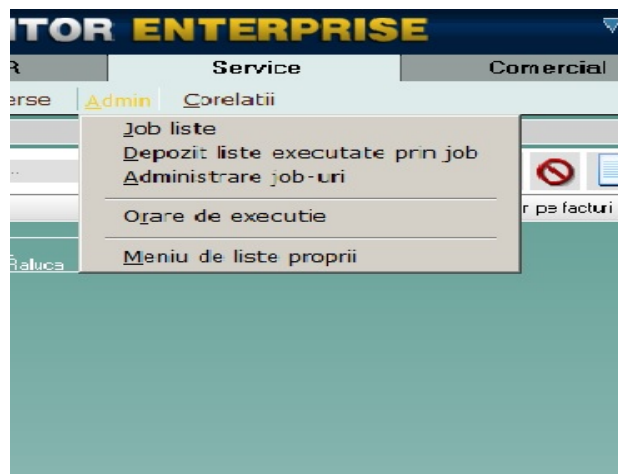 ITOR ENTERPRISE
R Service Comercial
erse Admin Corelatii
Job liste
Depozit liste executate prin job
Administrare job-uri
r pe facturi
Orare de executie
Meniu de liste proprii
Raluca